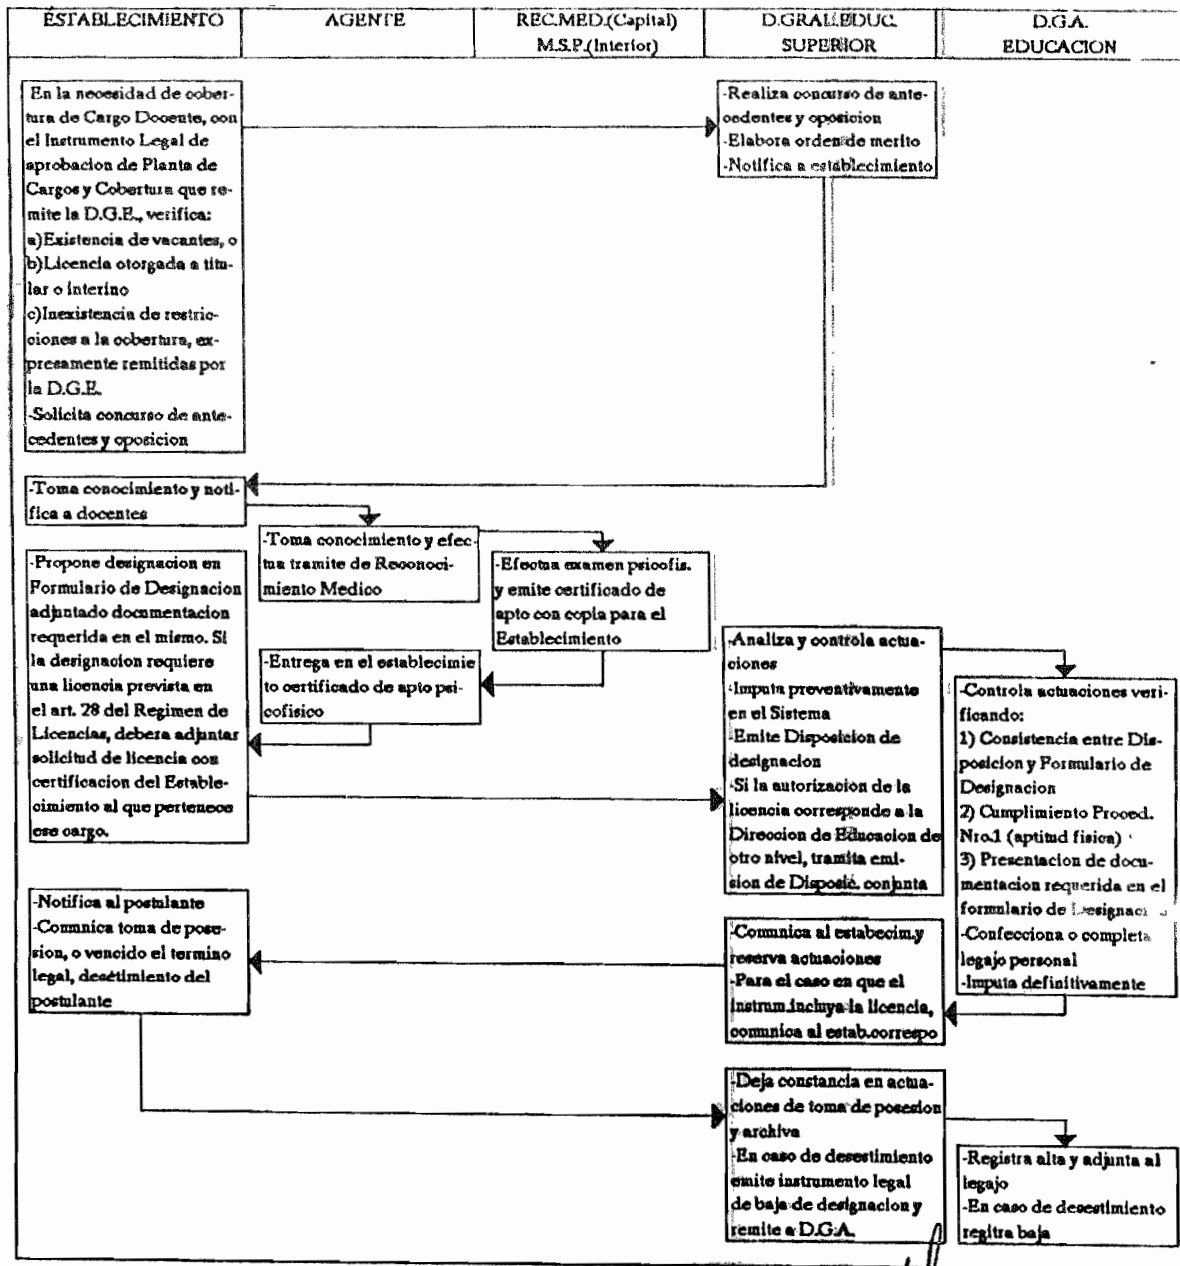 ESTABLECIMIENTO
AGENTE
REC.MED.(Capital)
M.S.P.(Interior)
D.GRAL.EDUC.
SUPERIOR
D.G.A.
EDUCACION
En la necesidad de cober-
tura de Cargo Docente, con
el Instrumento Legal de
aprobacion de Planta de
Cargos y Cobertura que re-
mite la D.G.E., verifica:
a)Existencia de vacantes, o
b)Licencia otorgada a titu-
lar o interino
c)Inexistencia de restric-
ciones a la cobertura, ex-
presamente remitidas por
la D.G.E.
-Solicita concurso de ante-
cedentes y oposicion
-Realiza concurso de ante-
cedentes y oposicion
-Elabora orden de merito
-Notifica a establecimiento
-Toma conocimiento y noti-
fica a docentes
-Toma conocimiento y efec-
tua tramite de Reconoci-
miento Medico
-Efectua examen psicofis.
y emite certificado de
apto con copia para el
Establecimiento
-Entrega en el establecimie
to certificado de apto psi-
cofisico
-Propone designacion en
Formulario de Designacion
adjuntado documentacion
requerida en el mismo. Si
la designacion requiere
una licencia prevista en
el art. 28 del Regimen de
Licencias, debera adjuntar
solicitud de licencia con
certificacion del Estable-
cimiento al que pertenece
ese cargo.
-Analiza y controla actua-
ciones
-Imputa preventivamente
en el Sistema
-Emite Disposicion de
designacion
-Si la autorizacion de la
licencia corresponde a la
Direccion de Educacion de
otro nivel, tramita emi-
sion de Disposic. conjunta
-Controla actuaciones veri-
ficando:
1) Consistencia entre Dis-
posicion y Formulario de
Designacion
2) Cumplimiento Proced.
Nro.1 (aptitud fisica)
3) Presentacion de docu-
mentacion requerida en el
formulario de Designaci
-Confecciona o completa
legajo personal
-Imputa definitivamente
-Comunica al estabecim.y
reserva actuaciones
-Para el caso en que el
instrum.incluya la licencia,
comunica al estab.correspo
-Notifica al postulante
-Comunica toma de pose-
sion, o vencido el termino
legal, desetimiento del
postulante
-Deja constancia en actua-
ciones de toma de posesion
y archiva
-En caso de desestimiento
emite instrumento legal
de baja de designacion y
remite a D.G.A.
-Registra alta y adjunta al
legajo
-En caso de desestimiento
regitra baja